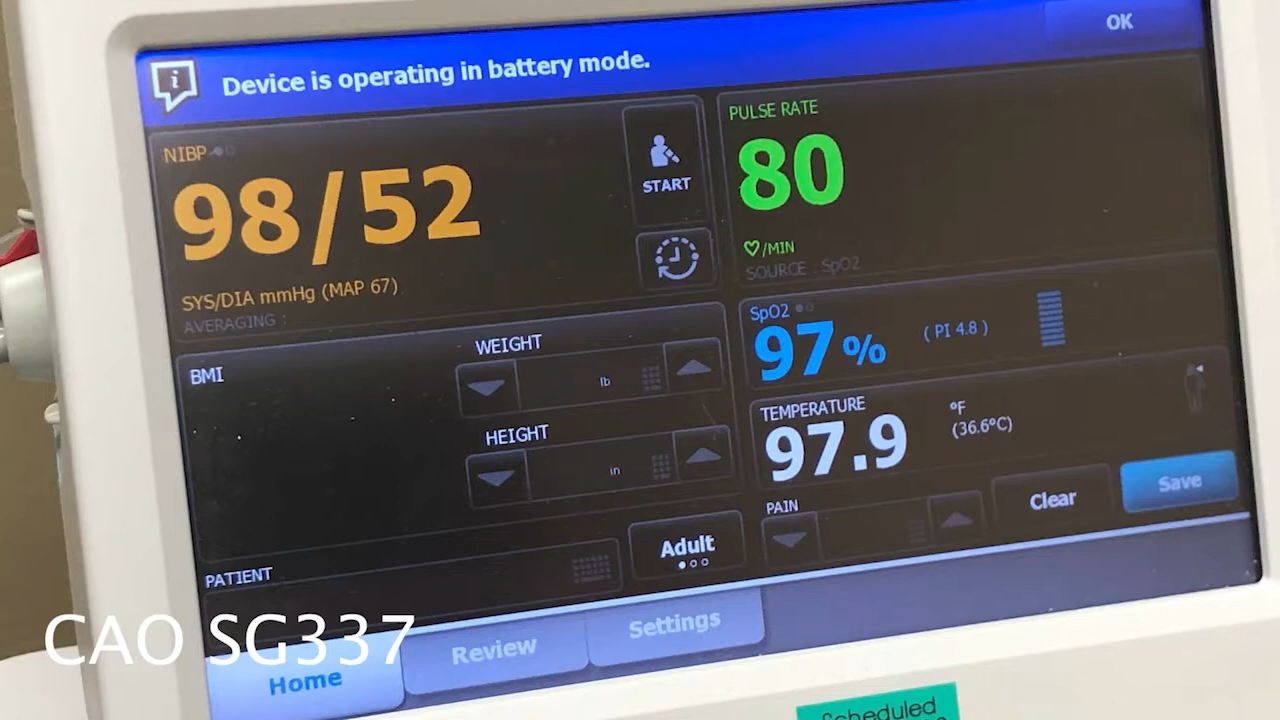 Device is operating in battery mode.
OK
NIBP
98/52
SYS/DIA mmHg (MAP 67)
AVERAGING :
START
PULSE RATE
80
/MIN
SOURCE : SpO2
SpO2
97%
( PI 4.8 )
BMI
WEIGHT
lb
HEIGHT
in
TEMPERATURE
97.9
°F
(36.6°C)
PAIN
Clear
Save
PATIENT
Adult
Home
Review
Settings
CAO SG337
Scheduled